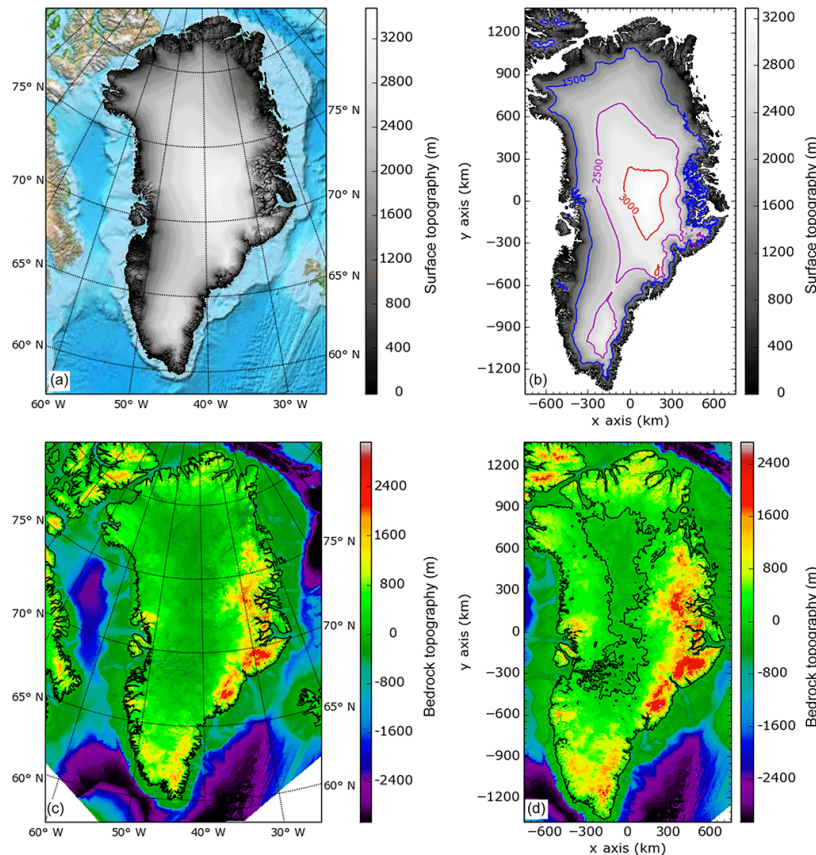 75° N
70° N
65° N
60° N
60° W
50° W
40° W
30° W
75° N
70° N
65° N
60° N
(a)
3200
2800
2400
2000
1600
1200
800
400
0
Surface topography (m)
1200
900
600
300
0
−300
−600
−900
−1200
y axis (km)
−600
−300
0
300
600
x axis (km)
1500
2500
3000
(b)
3200
2800
2400
2000
1600
1200
800
400
0
Surface topography (m)
75° N
70° N
65° N
60° N
60° W
50° W
40° W
30° W
75° N
70° N
65° N
60° N
(c)
2400
1600
800
0
−800
−1600
−2400
Bedrock topography (m)
1200
900
600
300
0
−300
−600
−900
−1200
y axis (km)
−600
−300
0
300
600
x axis (km)
(d)
2400
1600
800
0
−800
−1600
−2400
Bedrock topography (m)